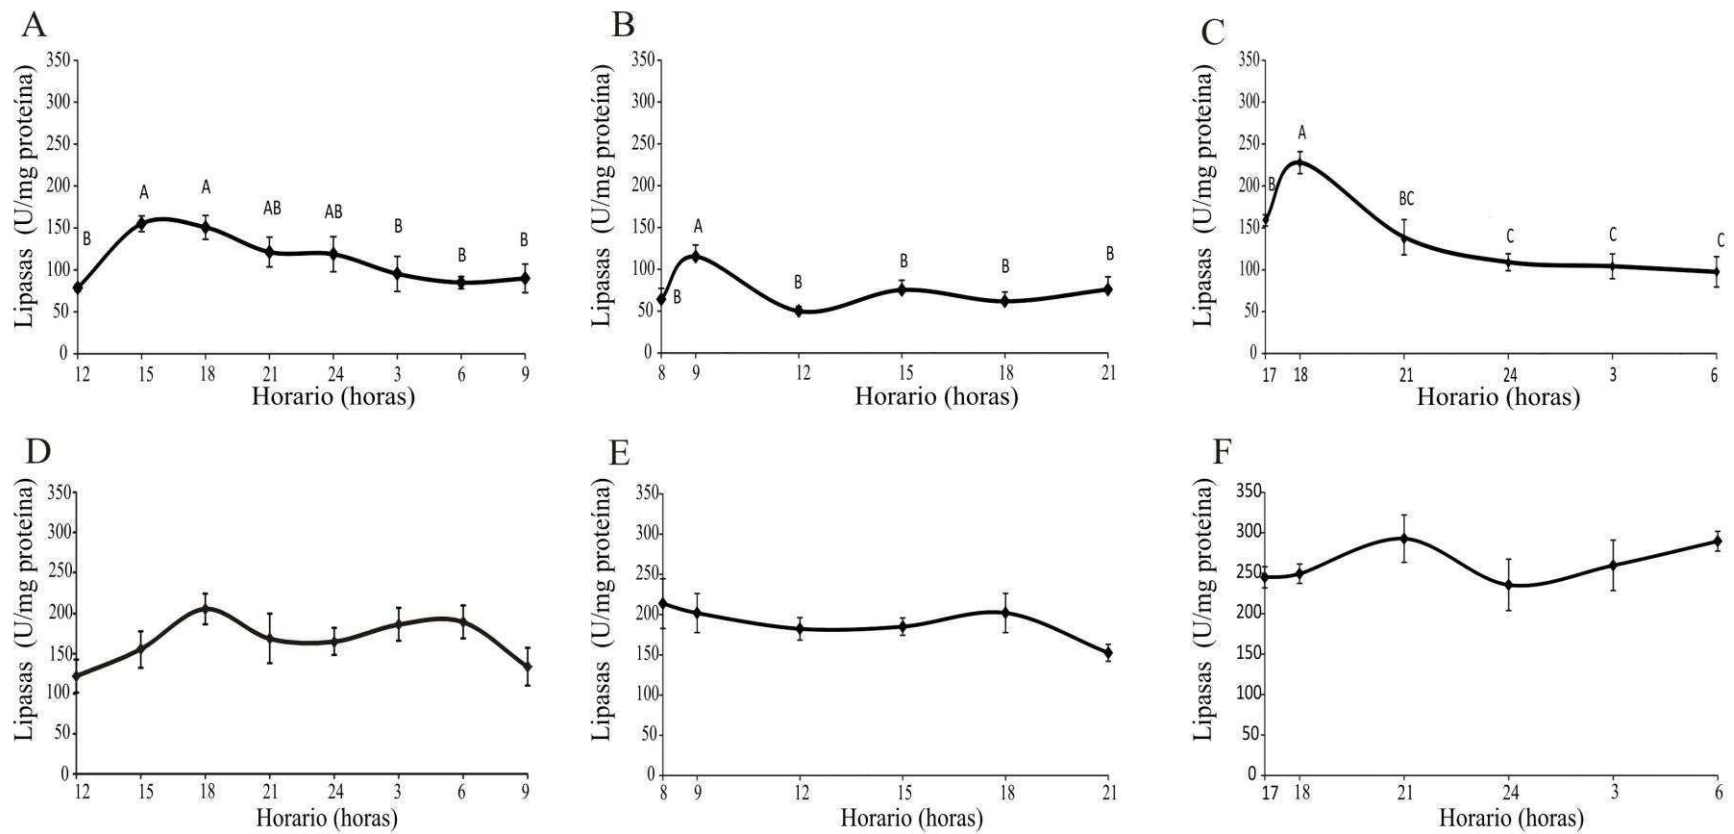 A
Lipasas (U/mg proteína)
350
300
250
200
150
100
50
0
B
A
A
AB
AB
B
B
B
12 15 18 21 24 3 6 9
Horario (horas)
B
Lipasas (U/mg proteína)
350
300
250
200
150
100
50
0
B
A
B
B
B
B
8 9 12 15 18 21
Horario (horas)
C
Lipasas (U/mg proteína)
350
300
250
200
150
100
50
0
B
A
BC
C
C
C
17 18 21 24 3 6
Horario (horas)
D
Lipasas (U/mg proteína)
350
300
250
200
150
100
50
0
12 15 18 21 24 3 6 9
Horario (horas)
E
Lipasas (U/mg proteína)
350
300
250
200
150
100
50
0
8 9 12 15 18 21
Horario (horas)
F
Lipasas (U/mg proteína)
350
300
250
200
150
100
50
0
17 18 21 24 3 6
Horario (horas)